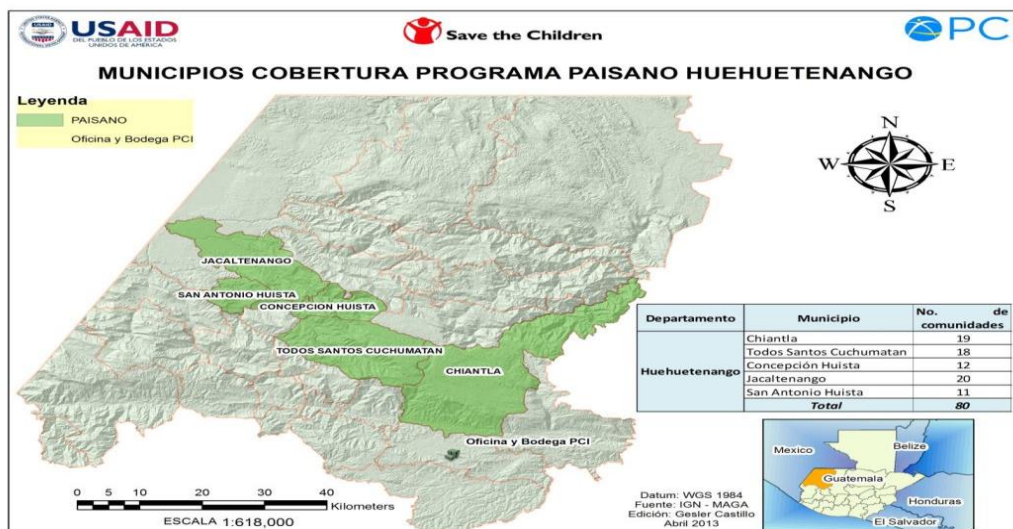 USAID
DEL PUEBLO DE LOS ESTADOS
UNIDOS DE AMÉRICA
Save the Children
PC
MUNICIPIOS COBERTURA PROGRAMA PAISANO HUEHUETENANGO
Leyenda
PAISANO
Oficina y Bodega PCI
N
W
E
S
JACALTENANGO
SAN ANTONIO HUISTA
CONCEPCION HUISTA
TODOS SANTOS CUCHUMATAN
CHIANTLA
Oficina y Bodega PCI
Departamento Municipio No. de comunidades
Huehuetenango
Chiantla 19
Todos Santos Cuchumatan 18
Concepción Huista 12
Jacaltenango 20
San Antonio Huista 11
Total 80
Mexico
Belize
Guatemala
Honduras
El Salvador
0 5 10 20 30 40
Kilometers
ESCALA 1:618,000
Datum: WGS 1984
Fuente: IGN - MAGA
Edición: Gesler Castillo
Abril 2013